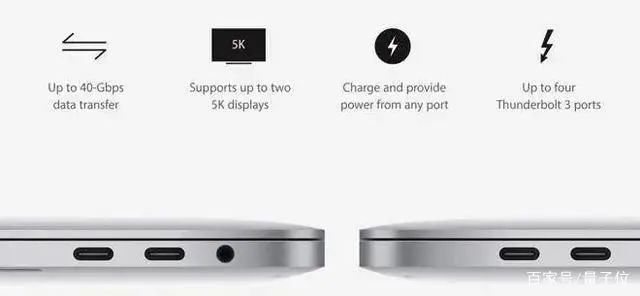 5K
Up to 40-Gbps
data transfer
Supports up to two
5K displays
Charge and provide
power from any port
Up to four
Thunderbolt 3 ports
百家号/量子位